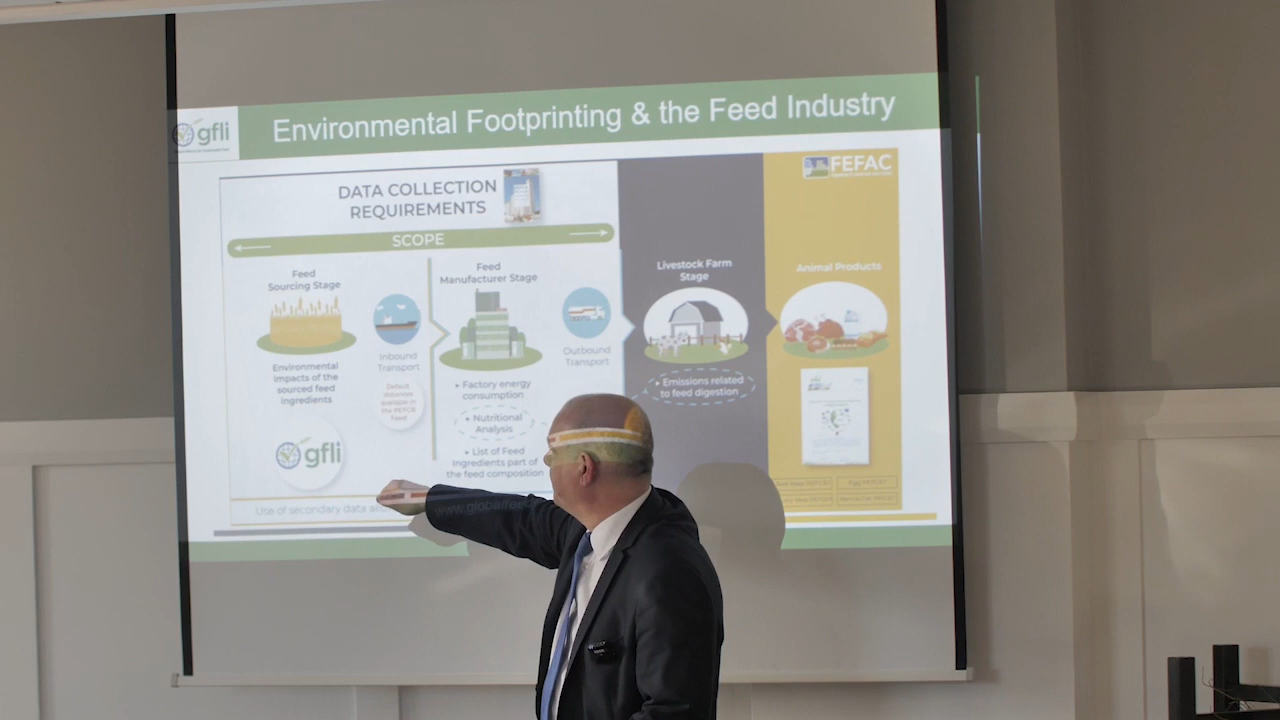 gfli
Environmental Footprinting & the Feed Industry
FEFAC
DATA COLLECTION
REQUIREMENTS
SCOPE
Feed
Sourcing Stage
Feed
Manufacturer Stage
Livestock Farm
Stage
Animal Products
Inbound
Transport
Outbound
Transport
Environmental
impacts of the
sourced feed
ingredients
Default
distances
available in
the PEFCR
Feed
Factory energy
consumption
Nutritional
Analysis
List of Feed
Ingredients part of
the feed composition
Emissions related
to feed digestion
gfli
Use of secondary data